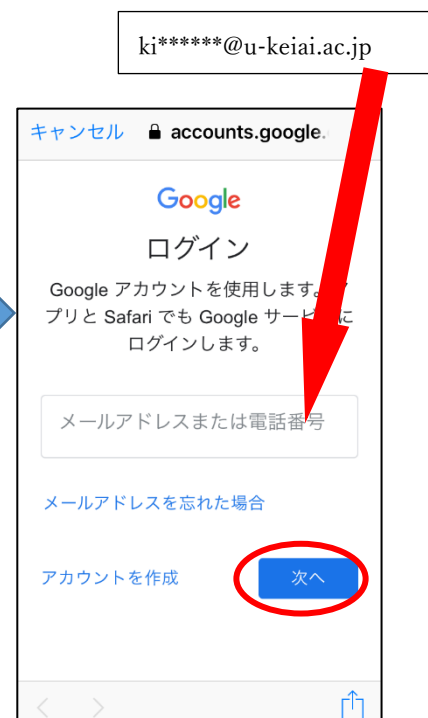 ki******@u-keiai.ac.jp
キャンセル accounts.google.
Google
ログイン
Google アカウントを使用します。
プリと Safari でも Google サービ に
ログインします。
メールアドレスまたは電話番号
メールアドレスを忘れた場合
アカウントを作成 次へ